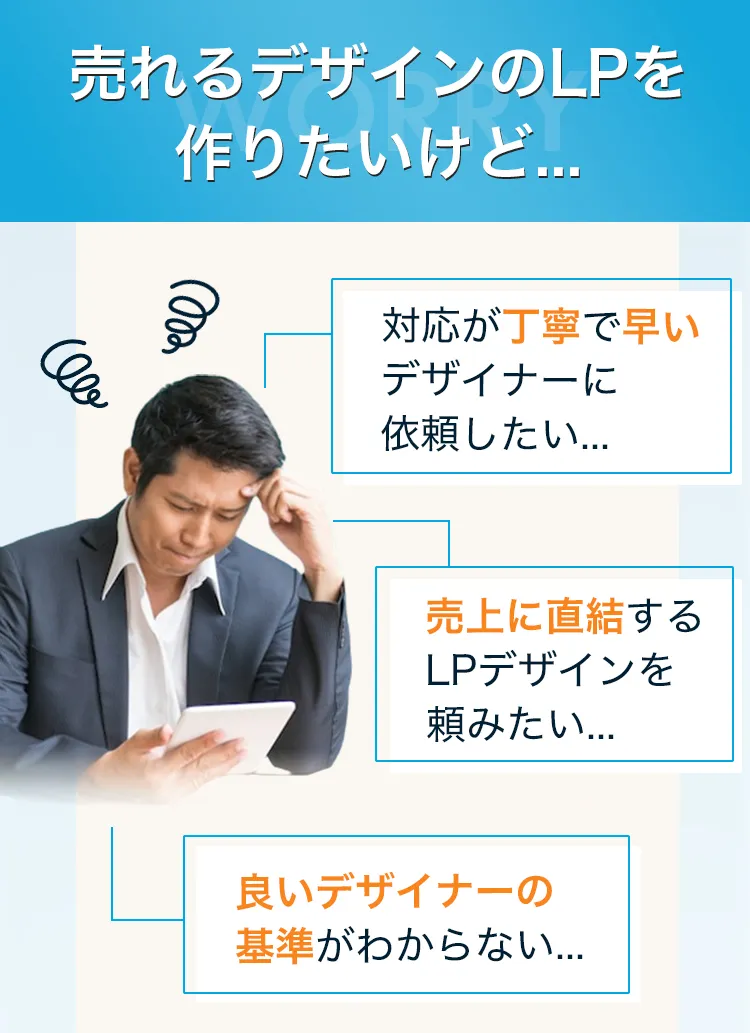 WORRY
売れるデザインのLPを
作りたいけど...
対応が丁寧で早い
デザイナーに
依頼したい...
売上に直結する
LPデザインを
頼みたい...
良いデザイナーの
基準がわからない...